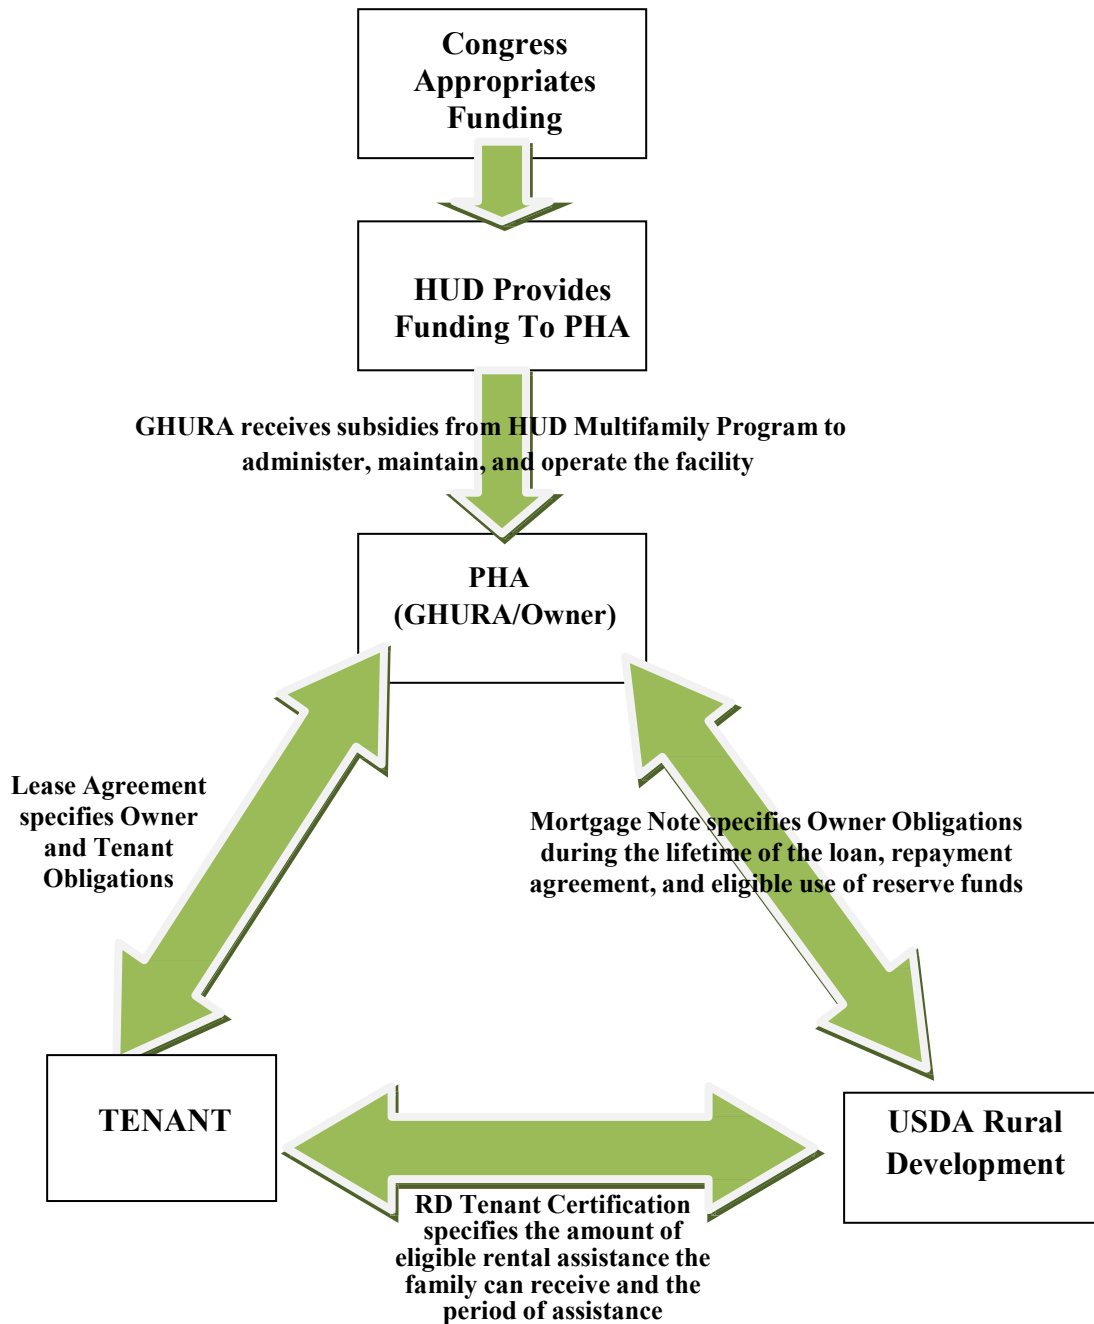 Congress
Appropriates
Funding
HUD Provides
Funding To PHA
GHURA receives subsidies from HUD Multifamily Program to
administer, maintain, and operate the facility
PHA
(GHURA/Owner)
Lease Agreement
specifies Owner
and Tenant
Obligations
Mortgage Note specifies Owner Obligations
during the lifetime of the loan, repayment
agreement, and eligible use of reserve funds
TENANT
USDA Rural
Development
RD Tenant Certification
specifies the amount of
eligible rental assistance the
family can receive and the
period of assistance